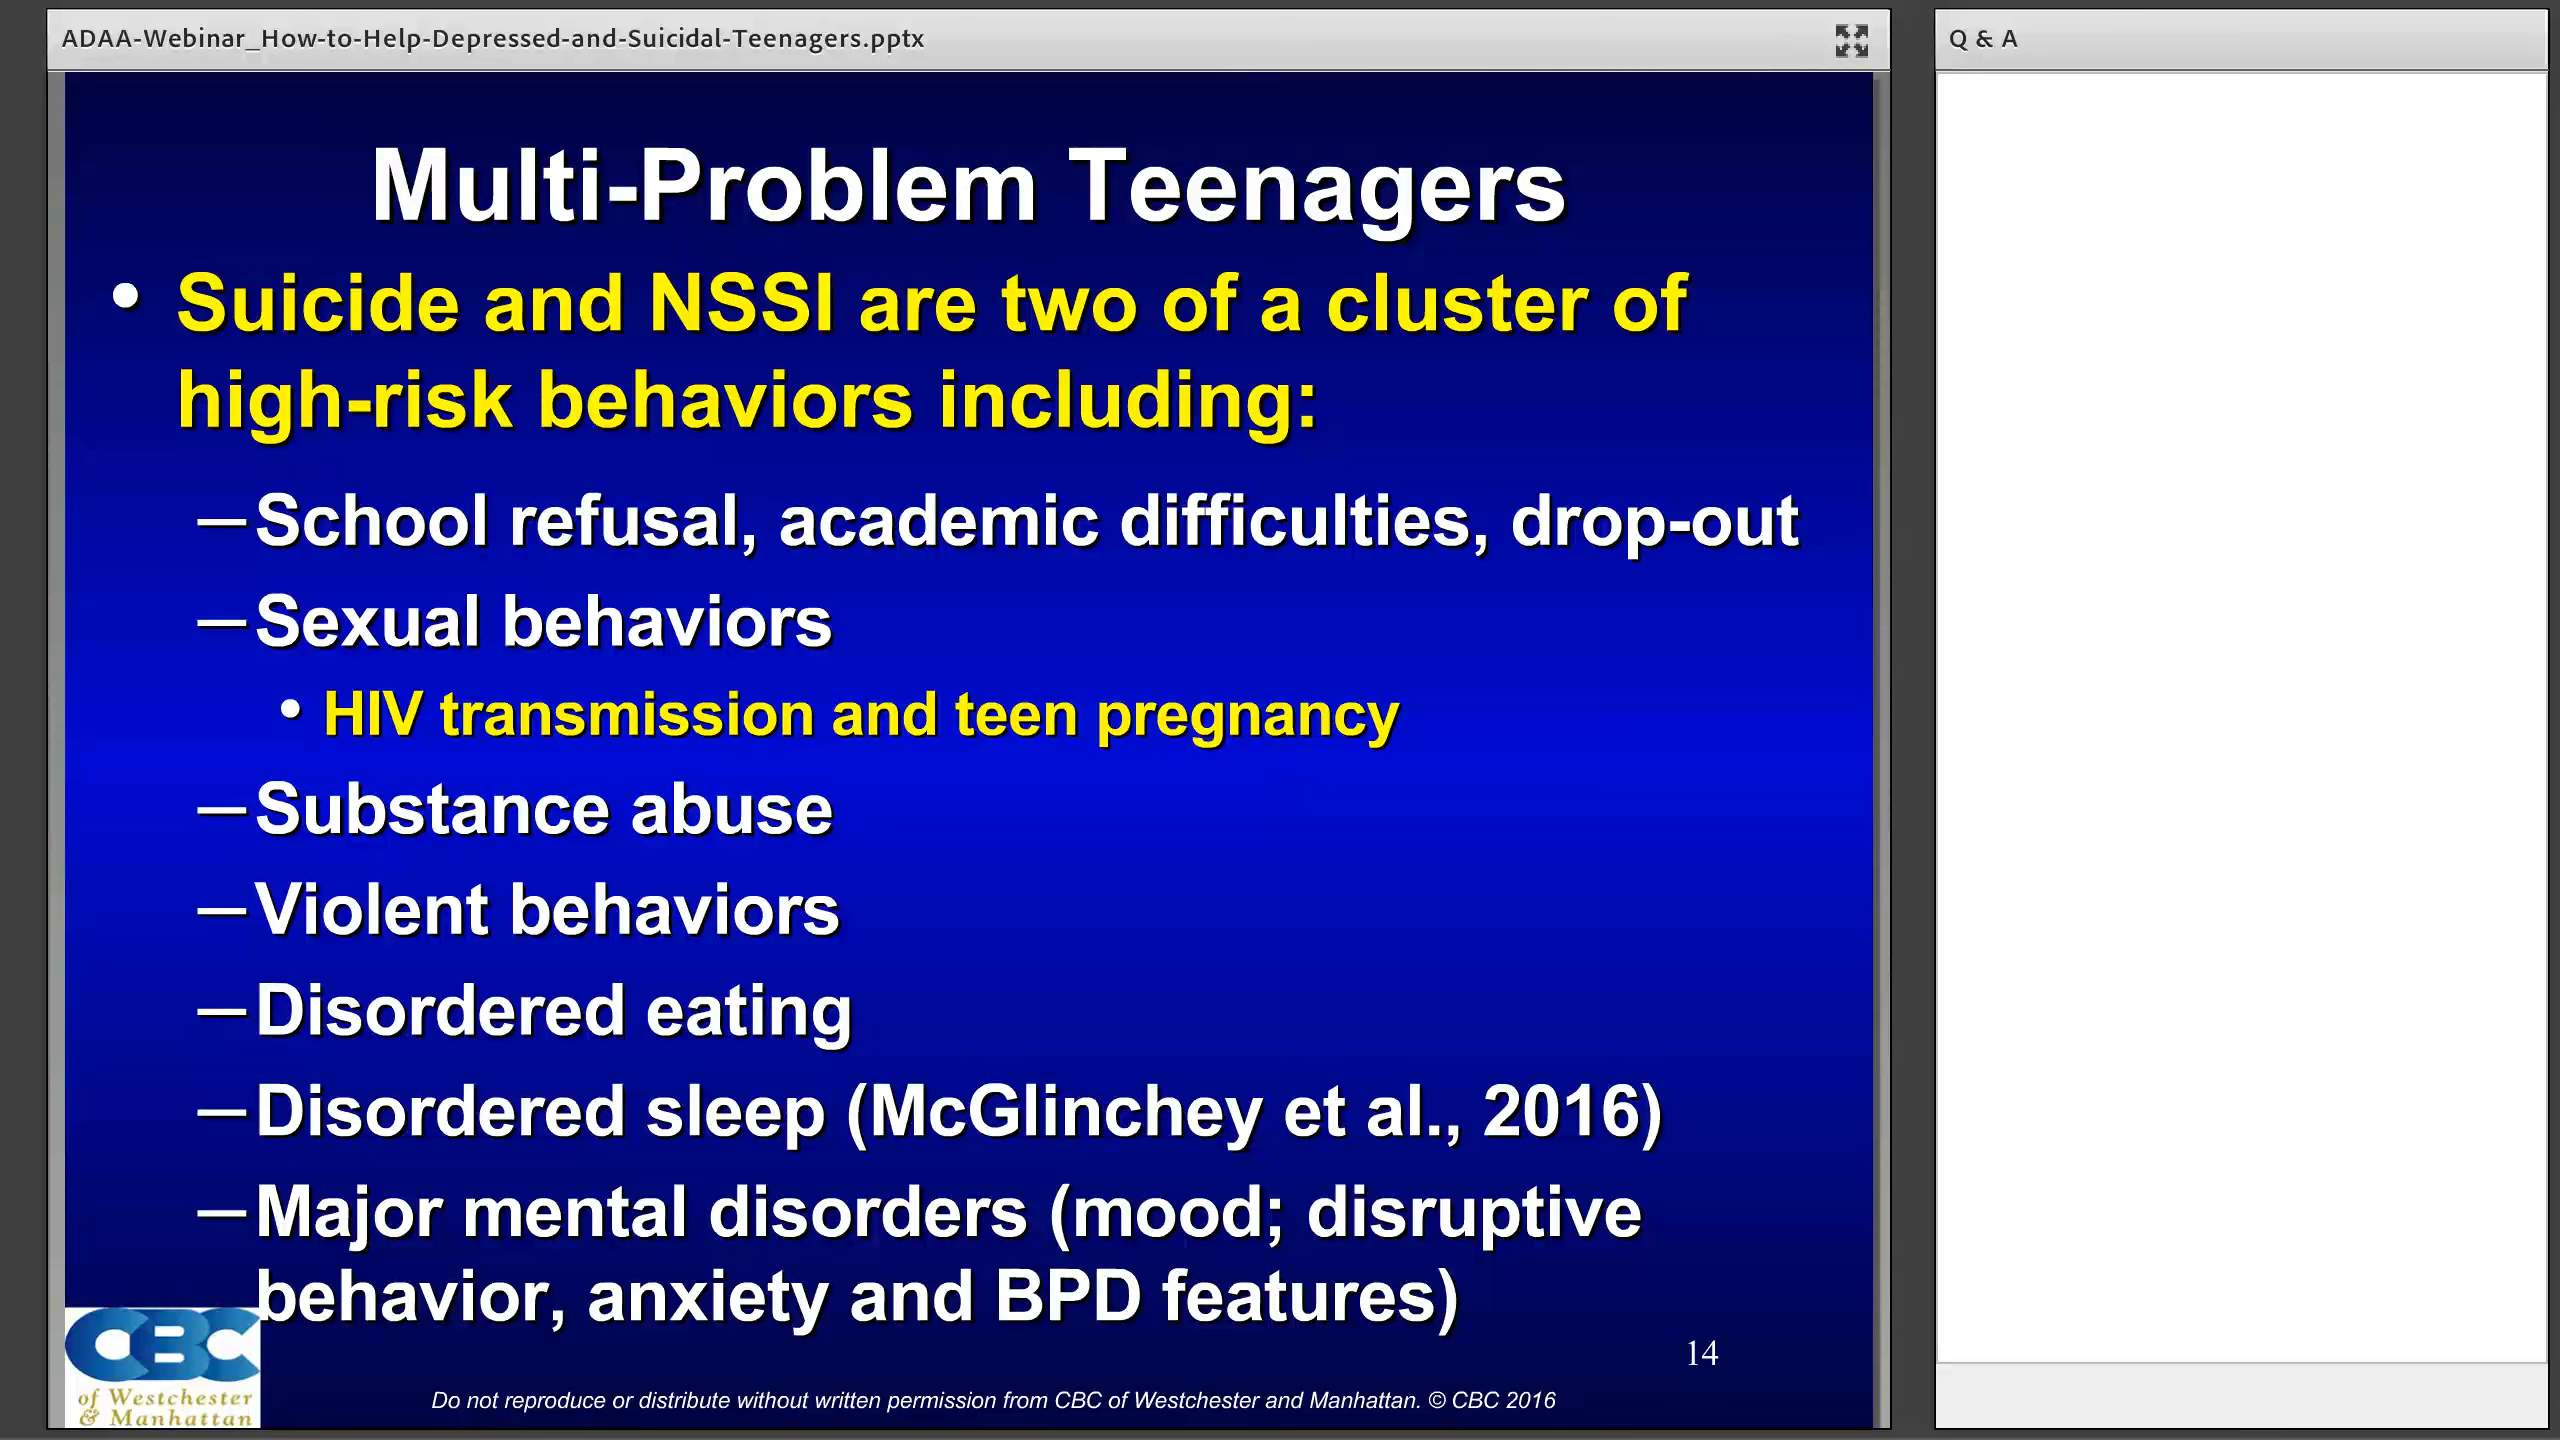 ADAA-Webinar_How-to-Help-Depressed-and-Suicidal-Teenagers.pptx
Q & A
Multi-Problem Teenagers
• Suicide and NSSI are two of a cluster of
high-risk behaviors including:
– School refusal, academic difficulties, drop-out
– Sexual behaviors
• HIV transmission and teen pregnancy
– Substance abuse
– Violent behaviors
– Disordered eating
– Disordered sleep (McGlinchey et al., 2016)
– Major mental disorders (mood; disruptive
behavior, anxiety and BPD features)
CBC
of Westchester
& Manhattan
14
Do not reproduce or distribute without written permission from CBC of Westchester and Manhattan. © CBC 2016